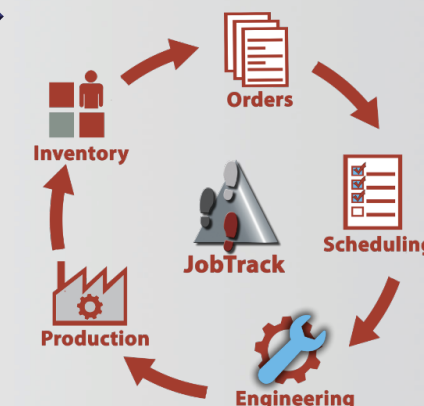 Orders
Inventory
Scheduling
JobTrack
Production
Engineering